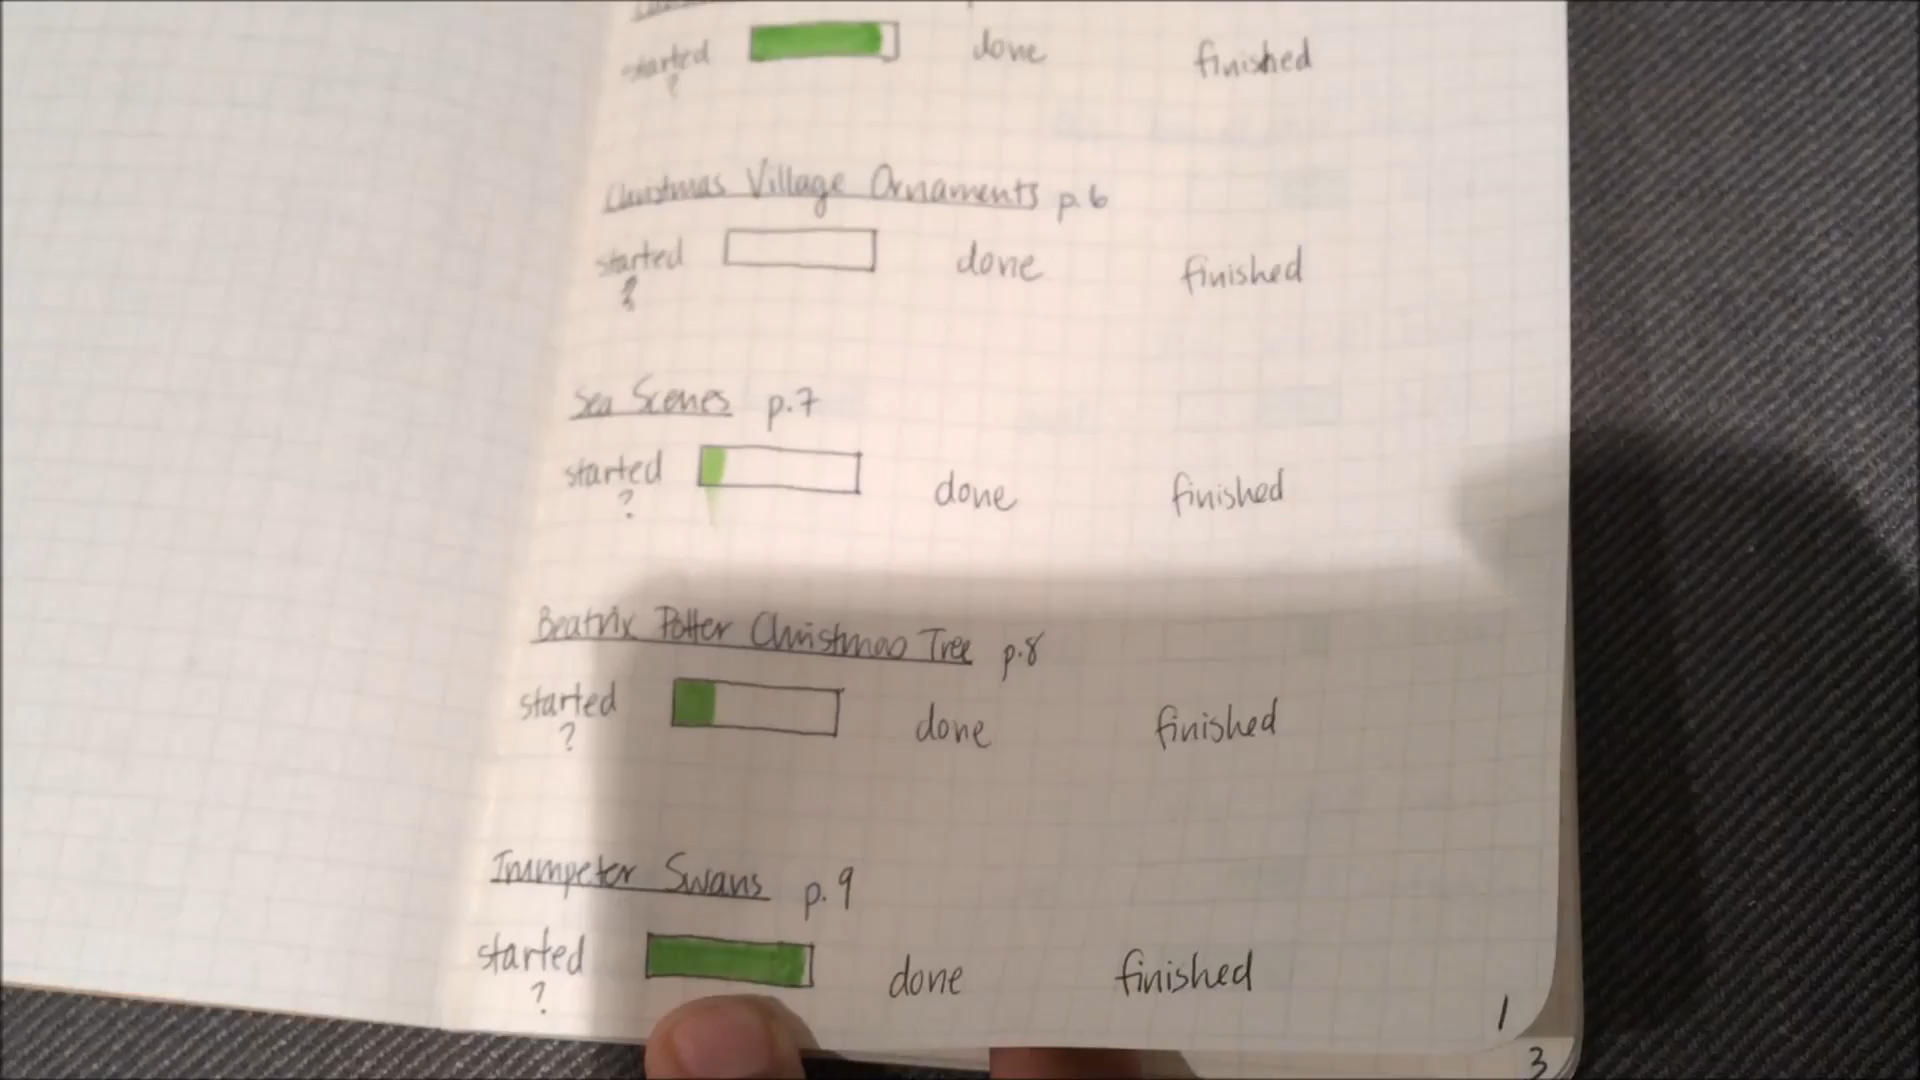 started done finished
?
Christmas Village Ornaments p.6
started done finished
?
Sea Scenes p.7
started done finished
?
Beatrix Potter Christmas Tree p.8
started done finished
?
Trumpeter Swans p.9
started done finished
?
1
3